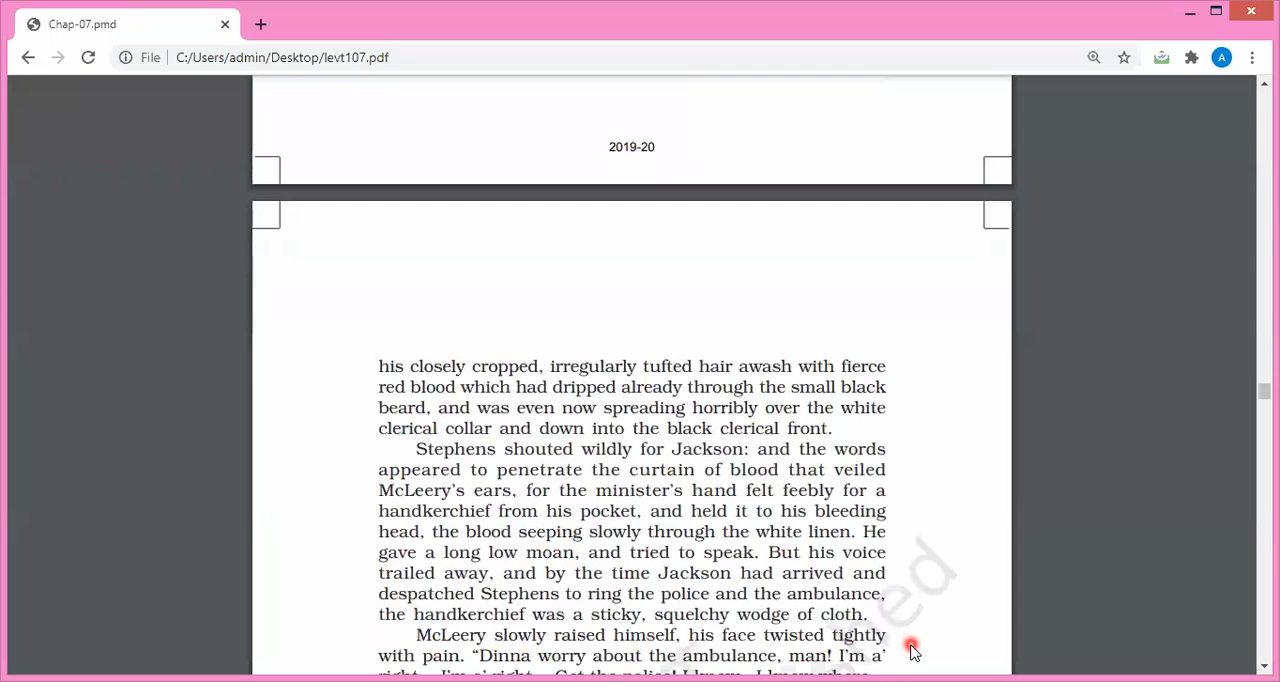 Chap-07.pmd
File C:/Users/admin/Desktop/levt107.pdf
A
2019-20
his closely cropped, irregularly tufted hair awash with fierce
red blood which had dripped already through the small black
beard, and was even now spreading horribly over the white
clerical collar and down into the black clerical front.
Stephens shouted wildly for Jackson: and the words
appeared to penetrate the curtain of blood that veiled
McLeery's ears, for the minister's hand felt feebly for a
handkerchief from his pocket, and held it to his bleeding
head, the blood seeping slowly through the white linen. He
gave a long low moan, and tried to speak. But his voice
trailed away, and by the time Jackson had arrived and
despatched Stephens to ring the police and the ambulance,
the handkerchief was a sticky, squelchy wodge of cloth.
McLeery slowly raised himself, his face twisted tightly
with pain. “Dinna worry about the ambulance, man! I'm a'